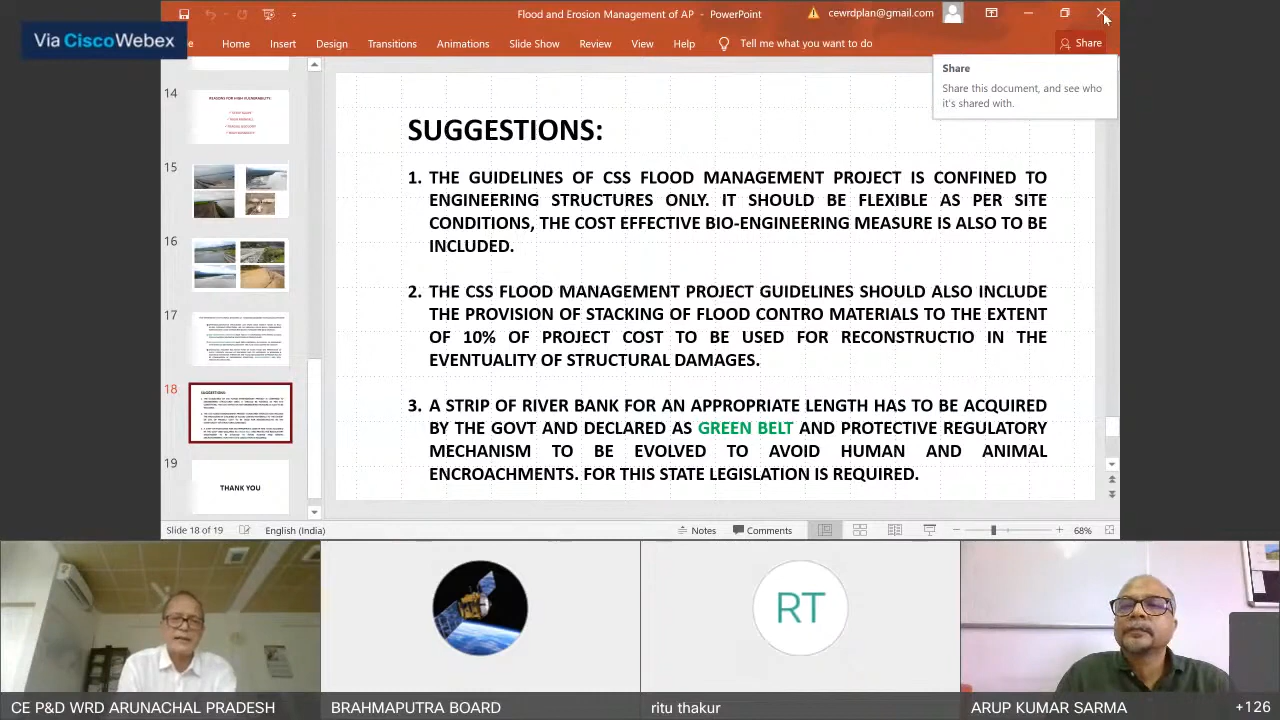 Flood and Erosion Management of AP - PowerPoint
cewrdplan@gmail.com
Via CiscoWebex
Home Insert Design Transitions Animations Slide Show Review View Help Tell me what you want to do Share
Share
Share this document, and see who
it's shared with.
14
15
16
17
18
19
THANK YOU
SUGGESTIONS:
1. THE GUIDELINES OF CSS FLOOD MANAGEMENT PROJECT IS CONFINED TO
ENGINEERING STRUCTURES ONLY. IT SHOULD BE FLEXIBLE AS PER SITE
CONDITIONS, THE COST EFFECTIVE BIO-ENGINEERING MEASURE IS ALSO TO BE
INCLUDED.
2. THE CSS FLOOD MANAGEMENT PROJECT GUIDELINES SHOULD ALSO INCLUDE
THE PROVISION OF STACKING OF FLOOD CONTRO MATERIALS TO THE EXTENT
OF 10% OF PROJECT COST TO BE USED FOR RECONSTRUCTIO IN THE
EVENTUALITY OF STRUCTURAL DAMAGES.
3. A STRIP OF RIVER BANK FOR AN APROPRIATE LENGTH HAS TO BE ACQUIRED
BY THE GOVT AND DECLARED AS GREEN BELT AND PROTECTIVE REGULATORY
MECHANISM TO BE EVOLVED TO AVOID HUMAN AND ANIMAL
ENCROACHMENTS. FOR THIS STATE LEGISLATION IS REQUIRED.
Slide 18 of 19 English (India) Notes Comments 68%
RT
CE P&D WRD ARUNACHAL PRADESH
BRAHMAPUTRA BOARD
ritu thakur
ARUP KUMAR SARMA
+126